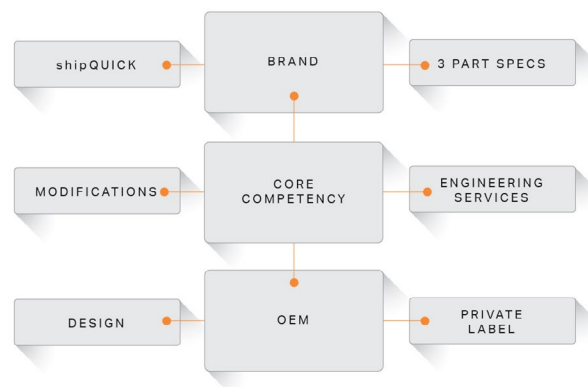 shipQUICK
BRAND
3 PART SPECS
MODIFICATIONS
CORE
COMPETENCY
ENGINEERING
SERVICES
DESIGN
OEM
PRIVATE
LABEL